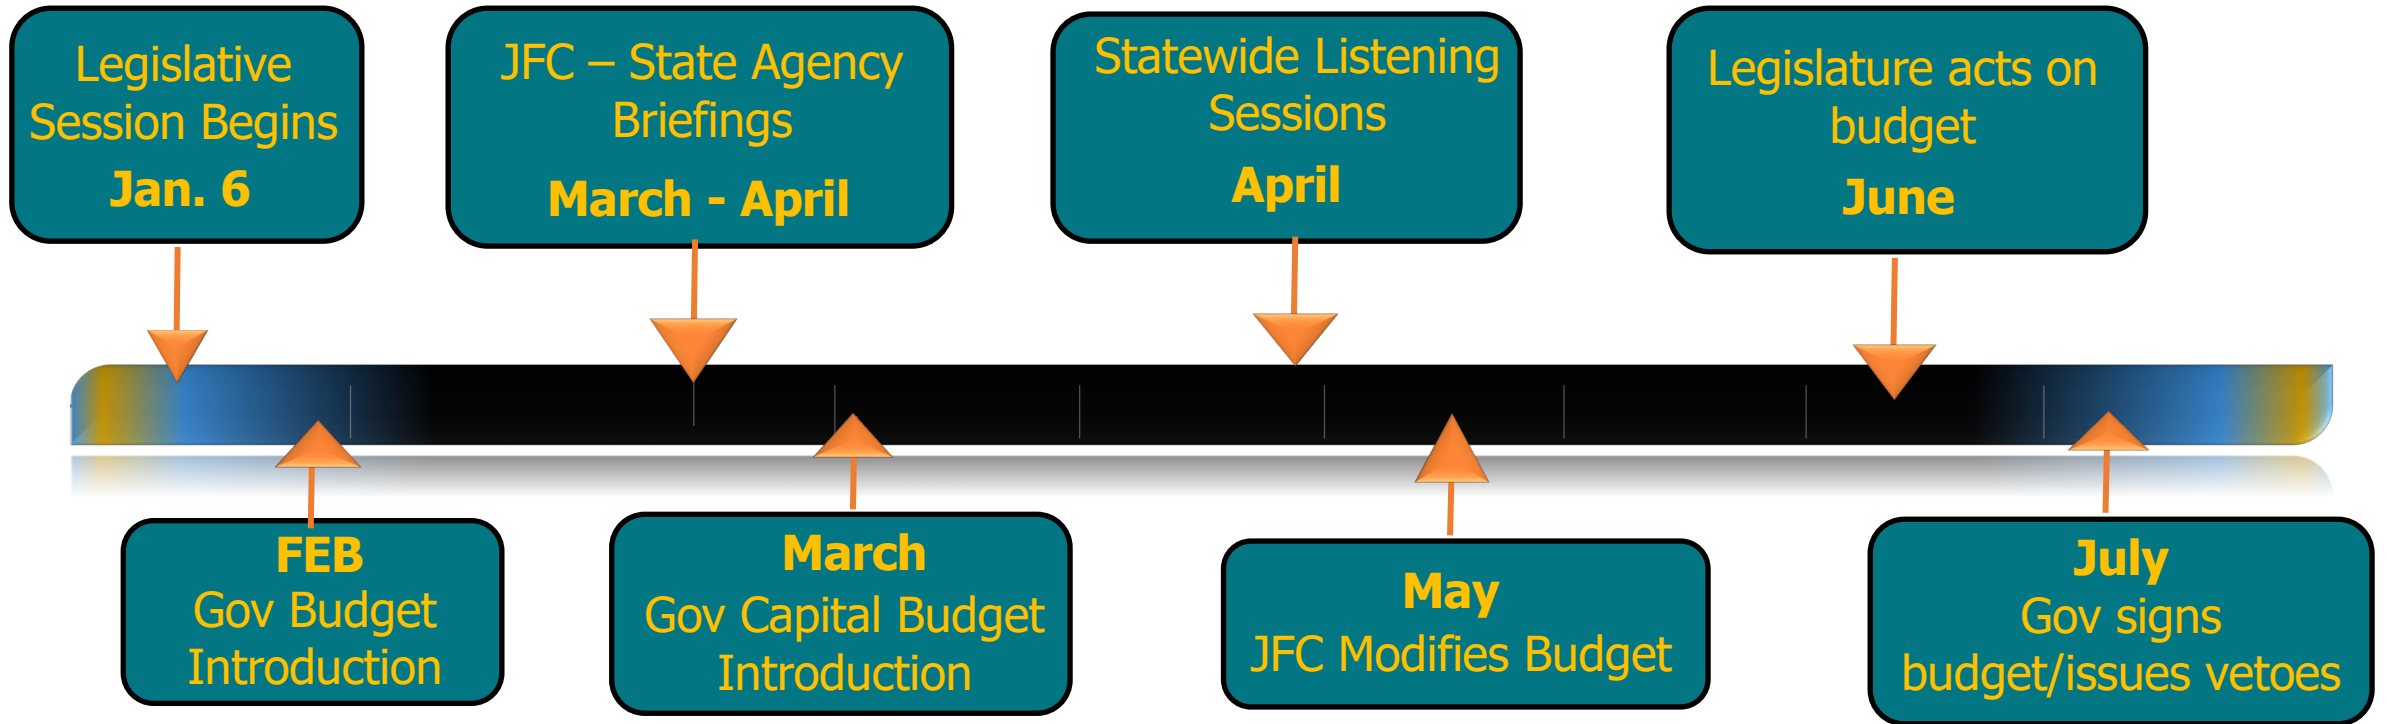 Legislative
Session Begins
Jan. 6
JFC – State Agency
Briefings
March - April
Statewide Listening
Sessions
April
Legislature acts on
budget
June
FEB
Gov Budget
Introduction
March
Gov Capital Budget
Introduction
May
JFC Modifies Budget
July
Gov signs
budget/issues vetoes